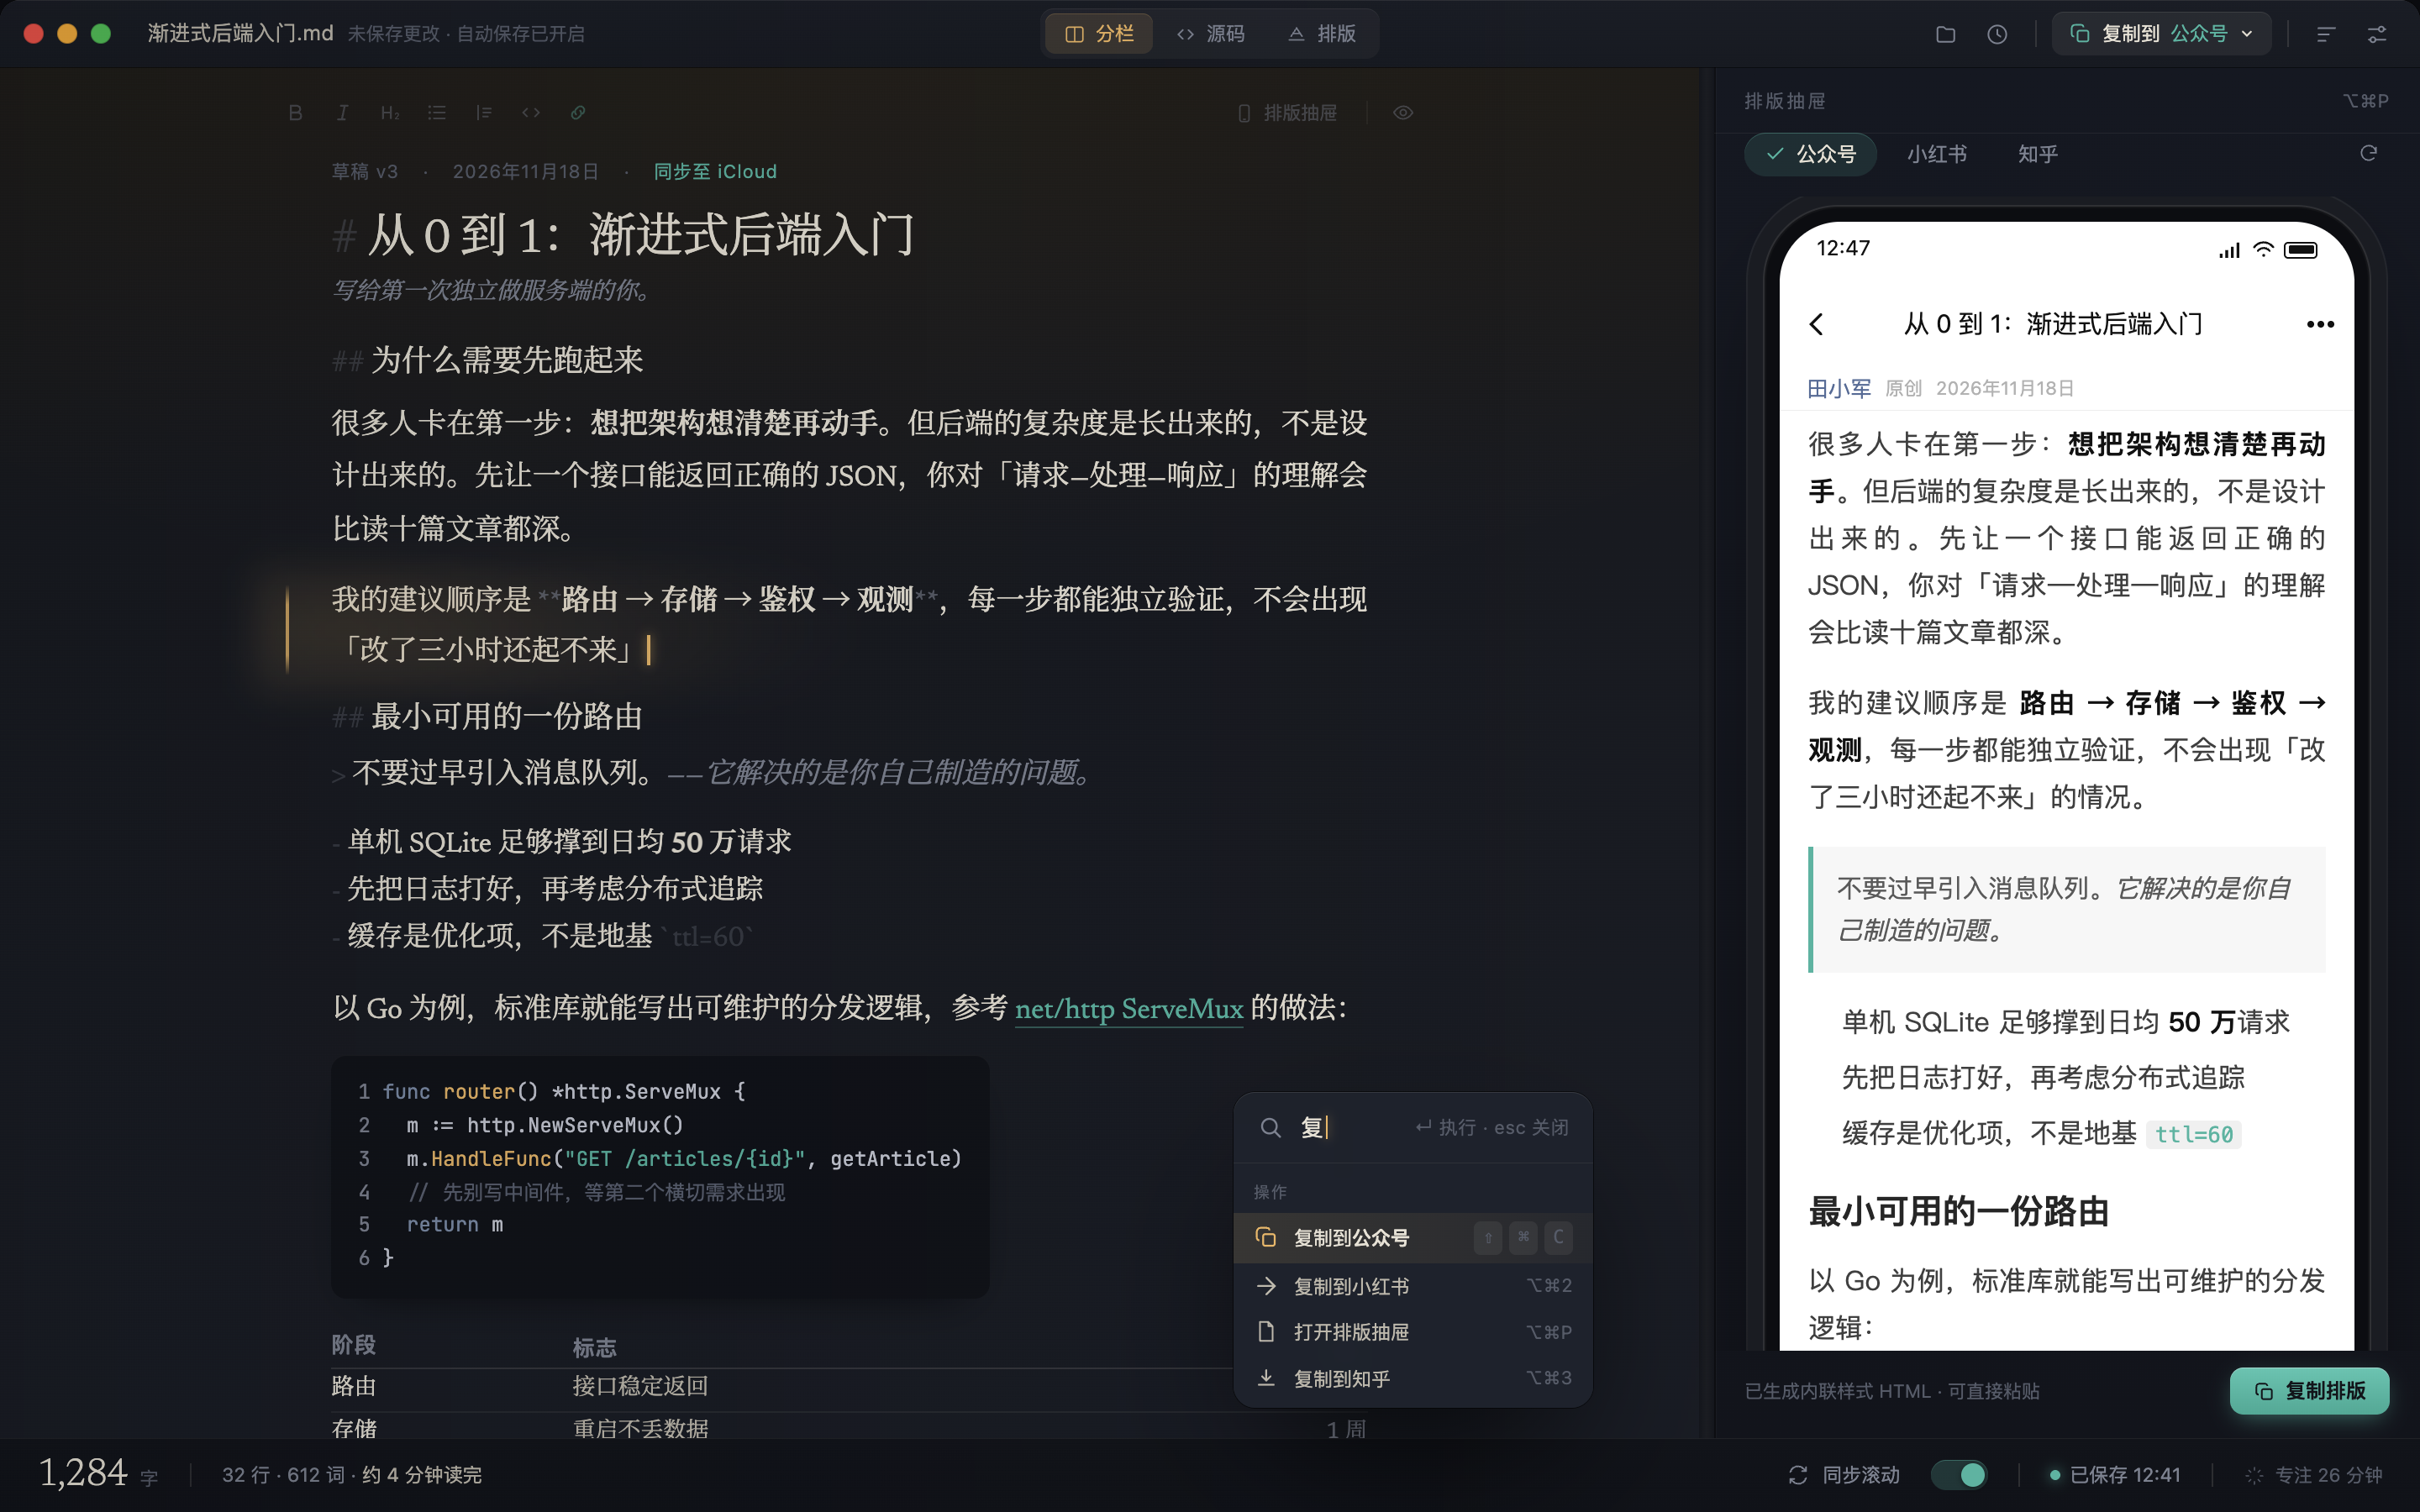 渐进式后端入门.md 未保存更改 · 自动保存已开启
分栏 源码 排版
复制到 公众号
B I H₂ 排版抽屉
草稿 v3 · 2026年11月18日 · 同步至 iCloud
# 从 0 到 1：渐进式后端入门
写给第一次独立做服务端的你。
## 为什么需要先跑起来
很多人卡在第一步：想把架构想清楚再动手。但后端的复杂度是长出来的，不是设
计出来的。先让一个接口能返回正确的 JSON，你对「请求—处理—响应」的理解会
比读十篇文章都深。
我的建议顺序是 **路由 → 存储 → 鉴权 → 观测**，每一步都能独立验证，不会出现
「改了三小时还起不来」
## 最小可用的一份路由
> 不要过早引入消息队列。——它解决的是你自己制造的问题。
- 单机 SQLite 足够撑到日均 50 万请求
- 先把日志打好，再考虑分布式追踪
- 缓存是优化项，不是地基 `ttl=60`
以 Go 为例，标准库就能写出可维护的分发逻辑，参考 net/http ServeMux 的做法：
1 func router() *http.ServeMux {
2 m := http.NewServeMux()
3 m.HandleFunc("GET /articles/{id}", getArticle)
4 // 先别写中间件，等第二个横切需求出现
5 return m
6 }
阶段 标志
路由 接口稳定返回
存储 重启不丢数据 1 周
复 ↵ 执行 · esc 关闭
操作
复制到公众号 ⇧ ⌘ C
复制到小红书 ⌥⌘2
打开排版抽屉 ⌥⌘P
复制到知乎 ⌥⌘3
排版抽屉 ⌥⌘P
公众号 小红书 知乎
12:47
从 0 到 1：渐进式后端入门
田小军 原创 2026年11月18日
很多人卡在第一步：想把架构想清楚再动
手。但后端的复杂度是长出来的，不是设计
出来的。先让一个接口能返回正确的
JSON，你对「请求—处理—响应」的理解
会比读十篇文章都深。
我的建议顺序是 路由 → 存储 → 鉴权 →
观测，每一步都能独立验证，不会出现「改
了三小时还起不来」的情况。
不要过早引入消息队列。它解决的是你自
己制造的问题。
单机 SQLite 足够撑到日均 50 万请求
先把日志打好，再考虑分布式追踪
缓存是优化项，不是地基 ttl=60
最小可用的一份路由
以 Go 为例，标准库就能写出可维护的分发
逻辑：
已生成内联样式 HTML · 可直接粘贴 复制排版
1,284 字 32 行 · 612 词 · 约 4 分钟读完
同步滚动 已保存 12:41 专注 26 分钟